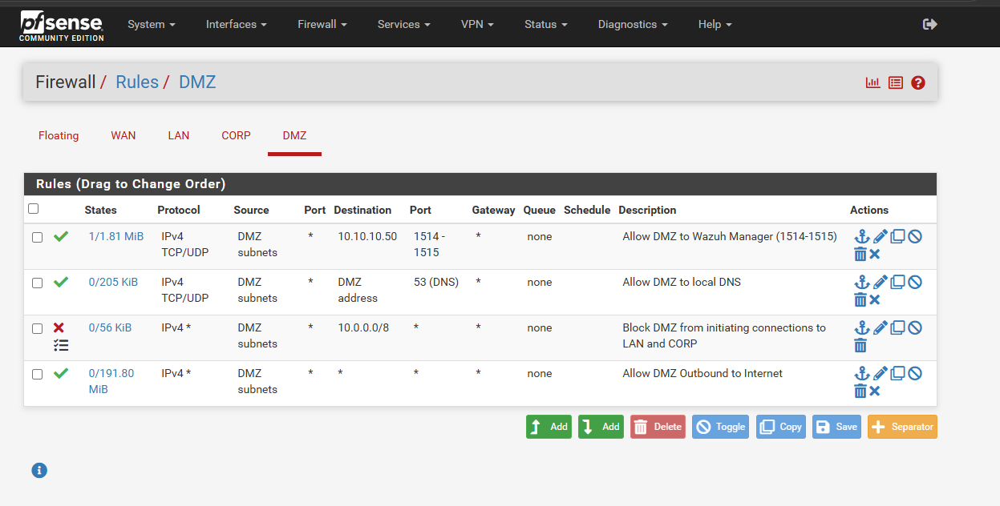 pfsense
COMMUNITY EDITION
System Interfaces Firewall Services VPN Status Diagnostics Help
Firewall / Rules / DMZ
Floating WAN LAN CORP DMZ
Rules (Drag to Change Order)
States Protocol Source Port Destination Port Gateway Queue Schedule Description Actions
1/1.81 MiB IPv4 DMZ * 10.10.10.50 1514 - * none Allow DMZ to Wazuh Manager (1514-1515)
TCP/UDP subnets 1515
0/205 KiB IPv4 DMZ * DMZ 53 (DNS) * none Allow DMZ to local DNS
TCP/UDP subnets address
0/56 KiB IPv4 * DMZ * 10.0.0.0/8 * * none Block DMZ from initiating connections to
subnets LAN and CORP
0/191.80 IPv4 * DMZ * * * * none Allow DMZ Outbound to Internet
MiB subnets
Add Add Delete Toggle Copy Save Separator